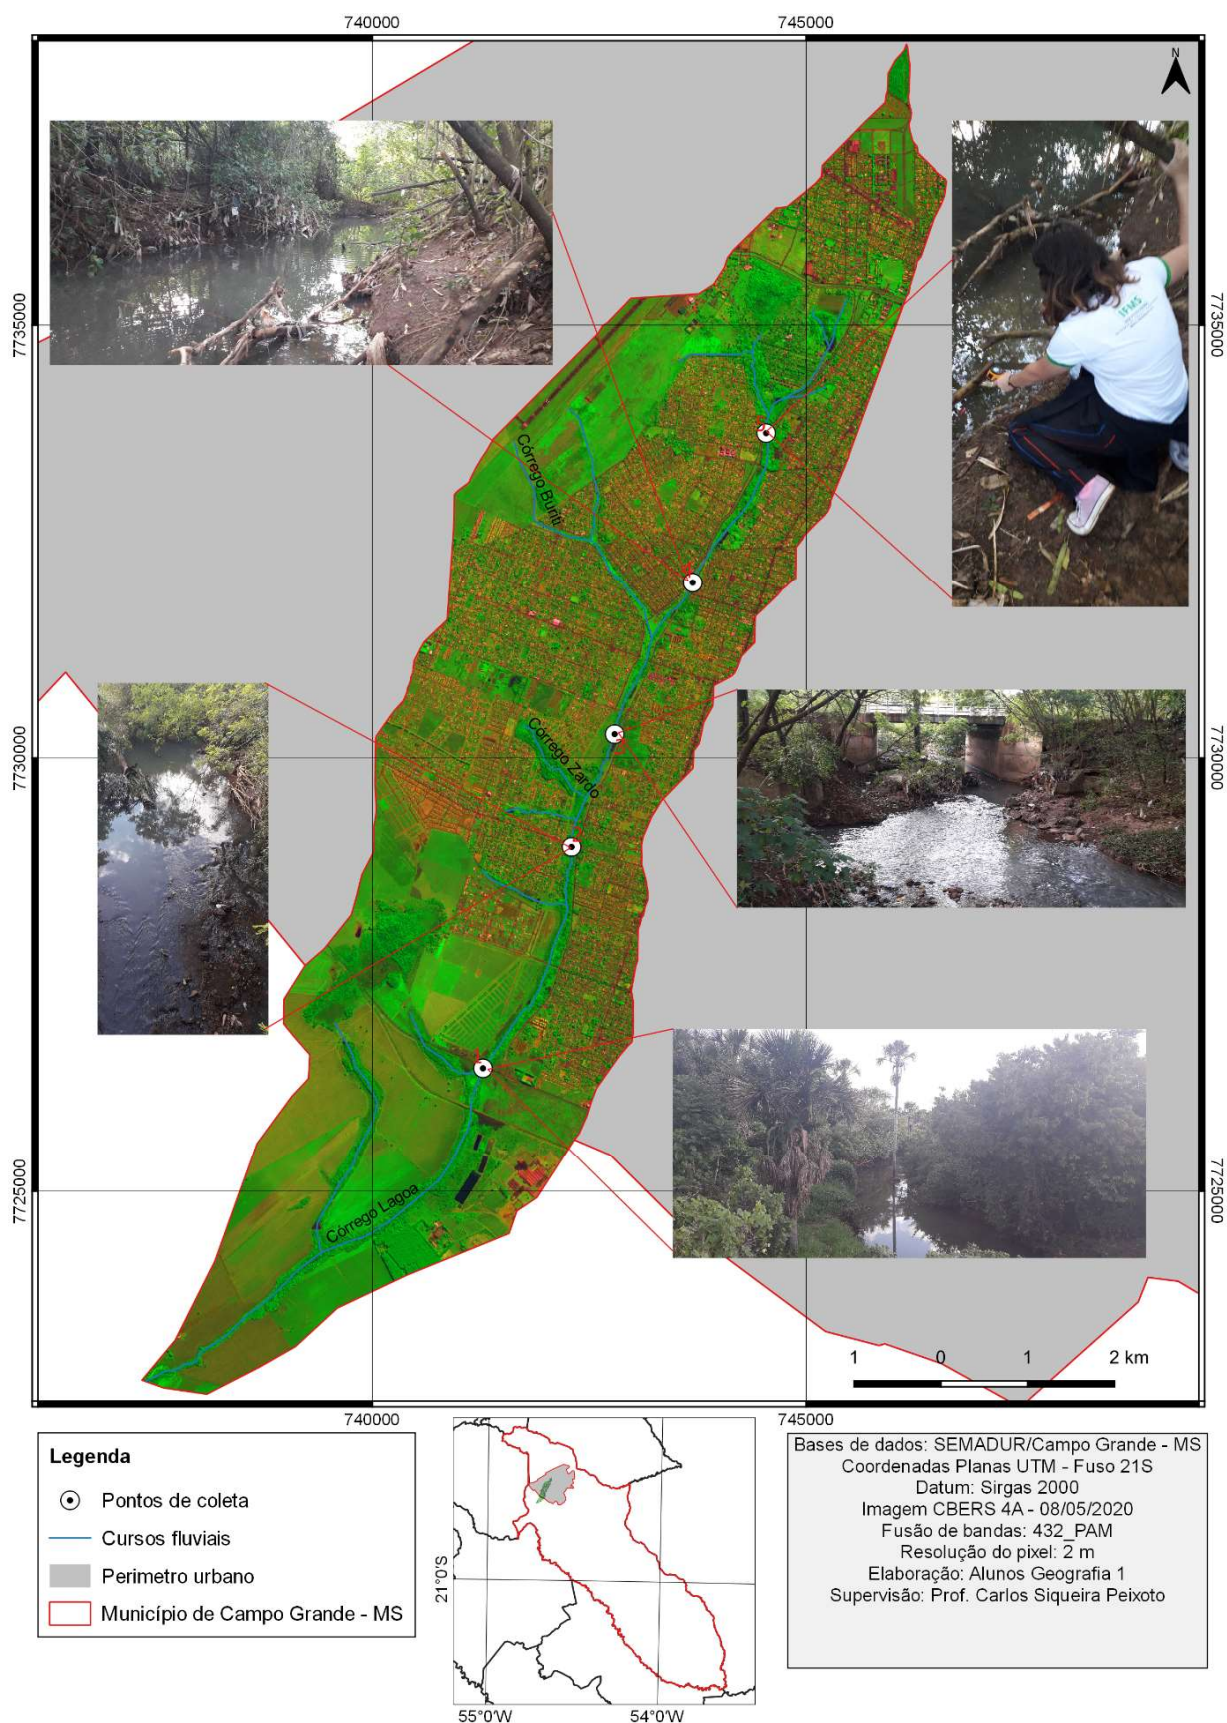 740000
745000
N
IFMS
7735000
7735000
Córrego Buriti
7730000
7730000
Córrego Zardo
7725000
7725000
Córrego Lagoa
1 0 1 2 km
740000
745000
Legenda
Pontos de coleta
Cursos fluviais
Perimetro urbano
Município de Campo Grande - MS
21°0'S
55°0'W
54°0'W
Bases de dados: SEMADUR/Campo Grande - MS
Coordenadas Planas UTM - Fuso 21S
Datum: Sirgas 2000
Imagem CBERS 4A - 08/05/2020
Fusão de bandas: 432_PAM
Resolução do pixel: 2 m
Elaboração: Alunos Geografia 1
Supervisão: Prof. Carlos Siqueira Peixoto